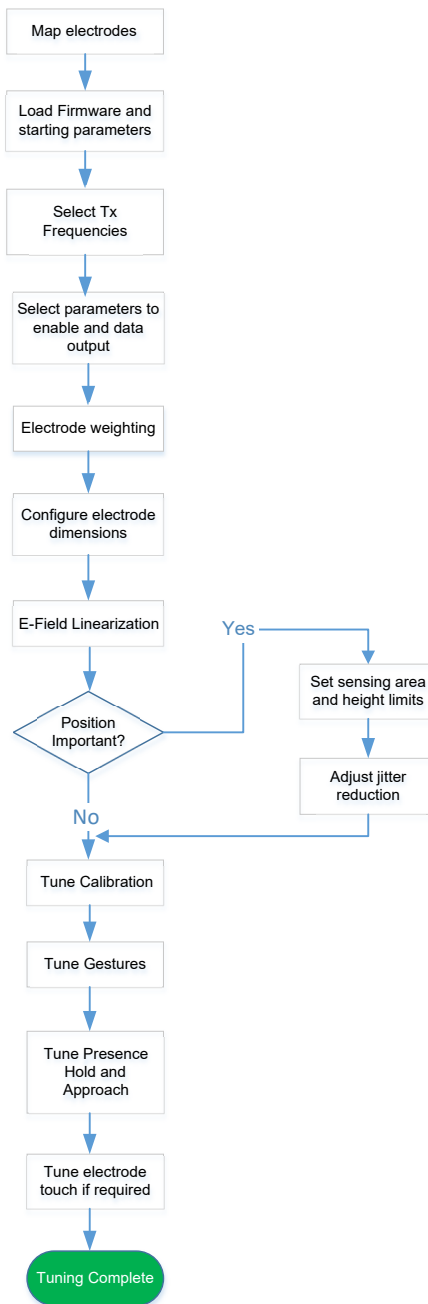 Map electrodes
Load Firmware and
starting parameters
Select Tx
Frequencies
Select parameters to
enable and data
output
Electrode weighting
Configure electrode
dimensions
E-Field Linearization
Position
Important?
Yes
Set sensing area
and height limits
Adjust jitter
reduction
No
Tune Calibration
Tune Gestures
Tune Presence
Hold and
Approach
Tune electrode
touch if required
Tuning Complete